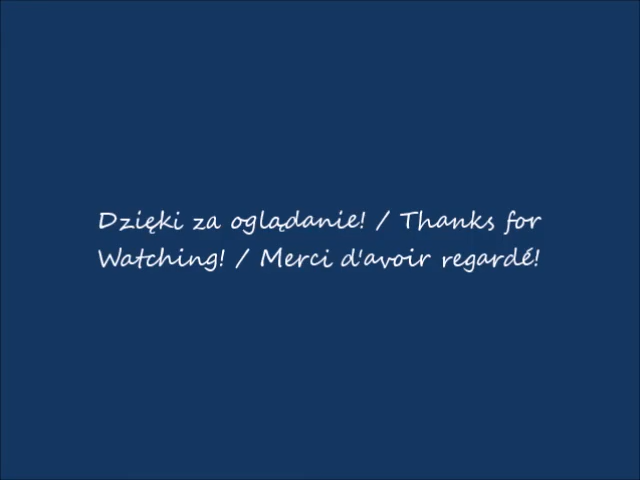 Dzięki za oglądanie! / Thanks for
Watching! / Merci d'avoir regardé!